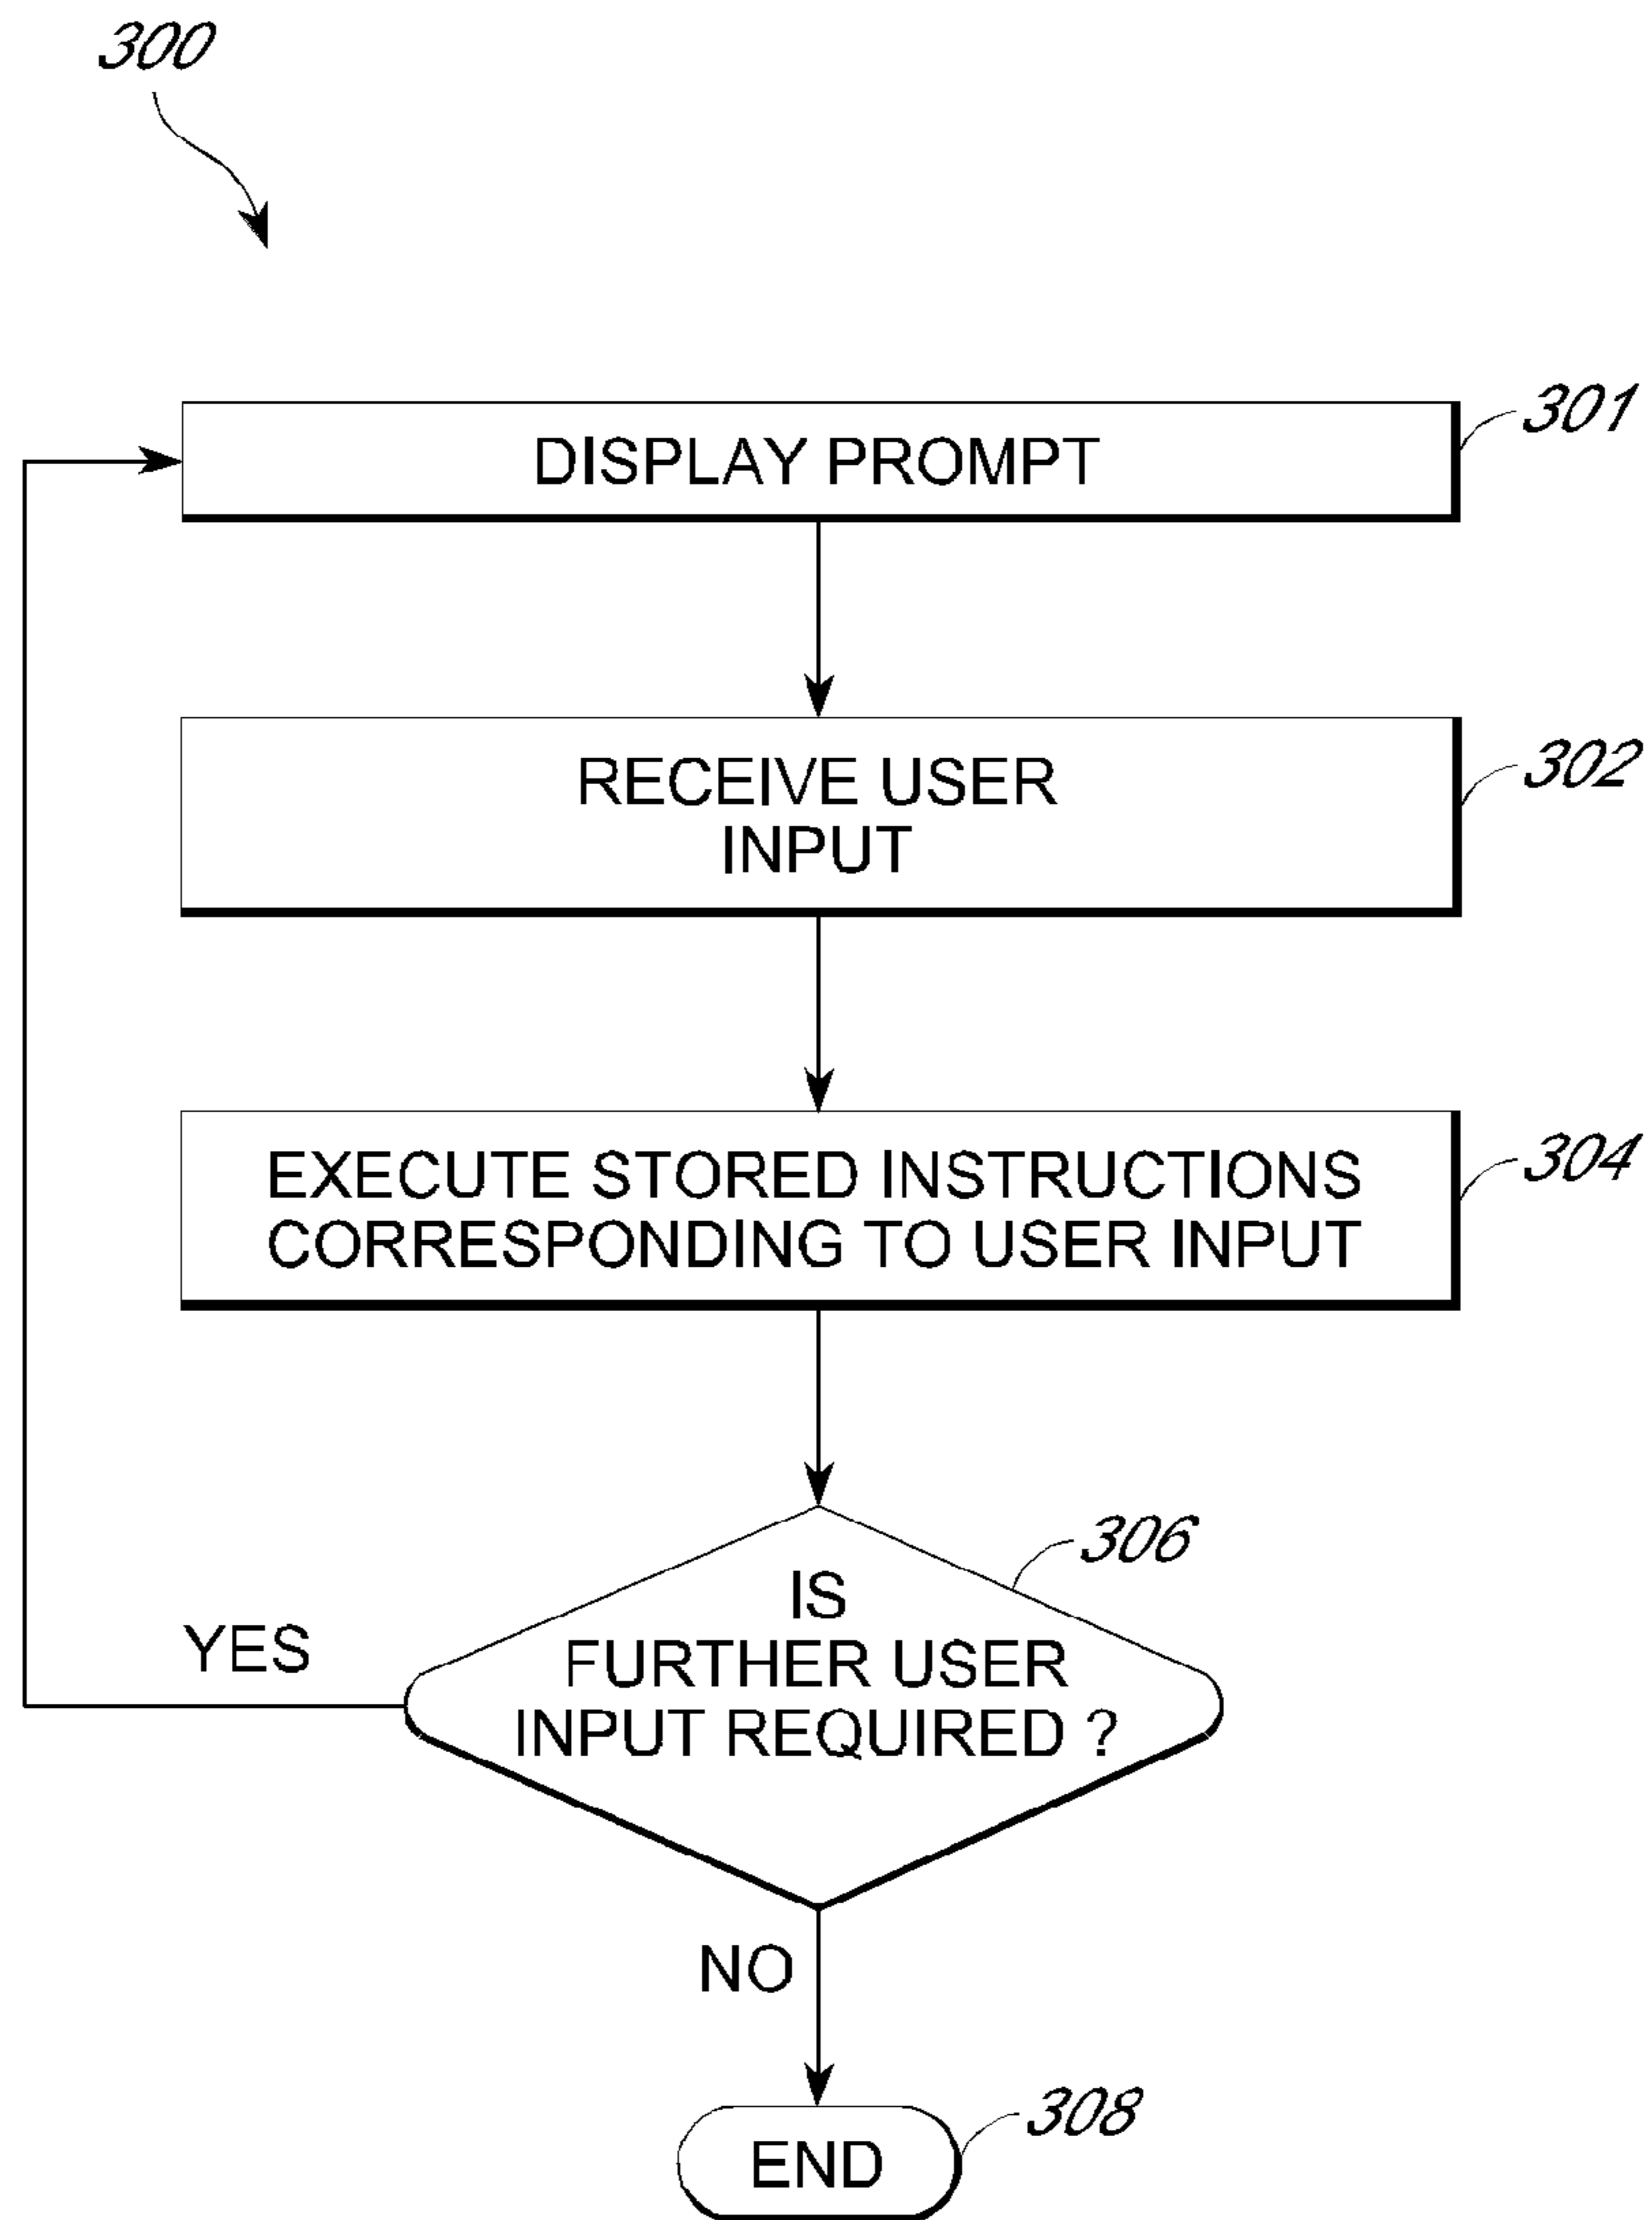 300
DISPLAY PROMPT
301
RECEIVE USER
INPUT
302
EXECUTE STORED INSTRUCTIONS
CORRESPONDING TO USER INPUT
304
306
IS
FURTHER USER
INPUT REQUIRED ?
YES
NO
END
308